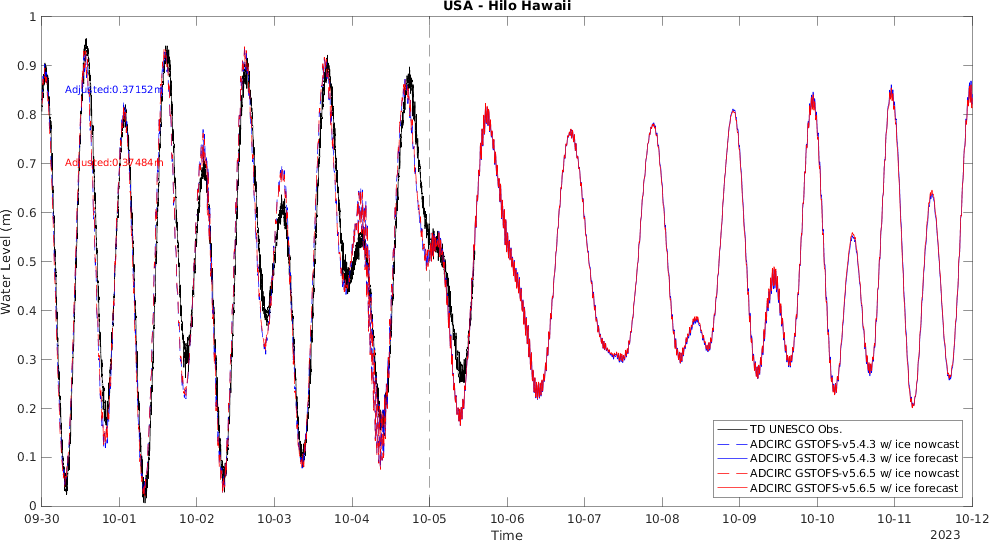 USA - Hilo Hawaii
1
0.9
0.8
0.7
0.6
0.5
0.4
0.3
0.2
0.1
0
Water Level (m)
Adjusted:0.37152m
Adjusted:0.37484m
TD UNESCO Obs.
ADCIRC GSTOFS-v5.4.3 w/ ice nowcast
ADCIRC GSTOFS-v5.4.3 w/ ice forecast
ADCIRC GSTOFS-v5.6.5 w/ ice nowcast
ADCIRC GSTOFS-v5.6.5 w/ ice forecast
09-30 10-01 10-02 10-03 10-04 10-05 10-06 10-07 10-08 10-09 10-10 10-11 10-12
Time
2023